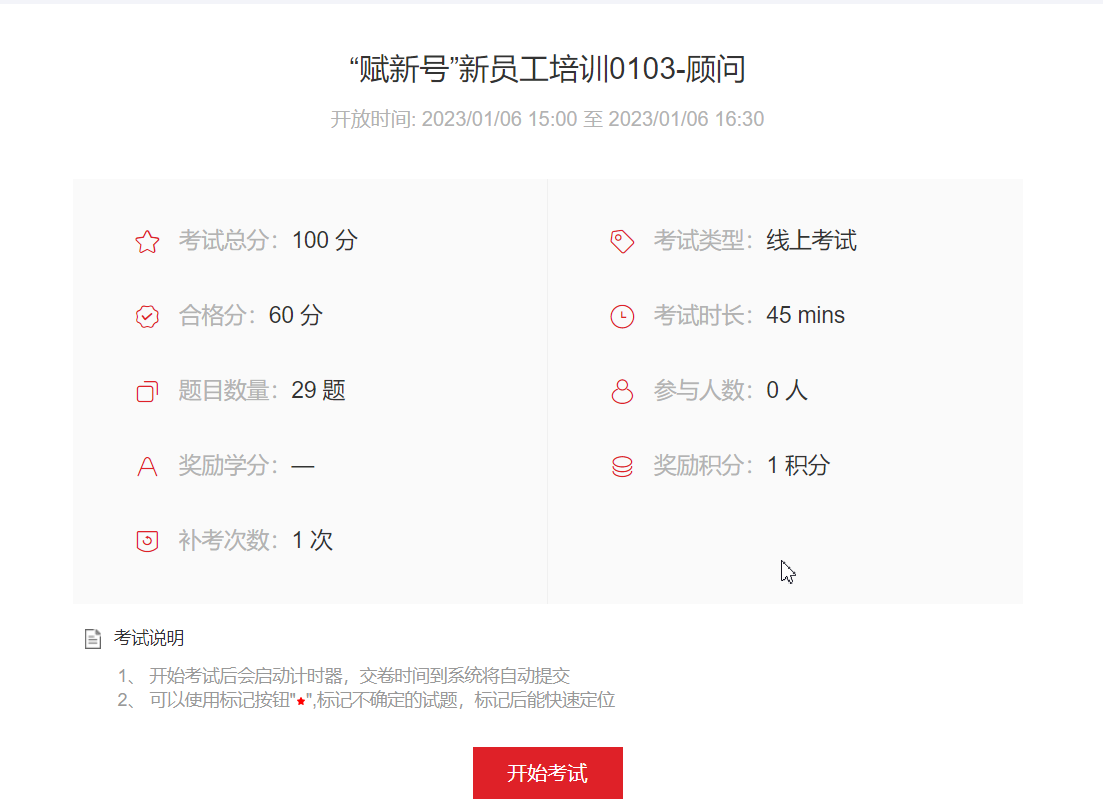 “赋新号”新员工培训0103-顾问
开放时间: 2023/01/06 15:00 至 2023/01/06 16:30
考试总分：100 分
考试类型：线上考试
合格分：60 分
考试时长：45 mins
题目数量：29 题
参与人数：0 人
奖励学分：—
奖励积分：1 积分
补考次数：1 次
考试说明
1、 开始考试后会启动计时器，交卷时间到系统将自动提交
2、 可以使用标记按钮"★",标记不确定的试题，标记后能快速定位
开始考试